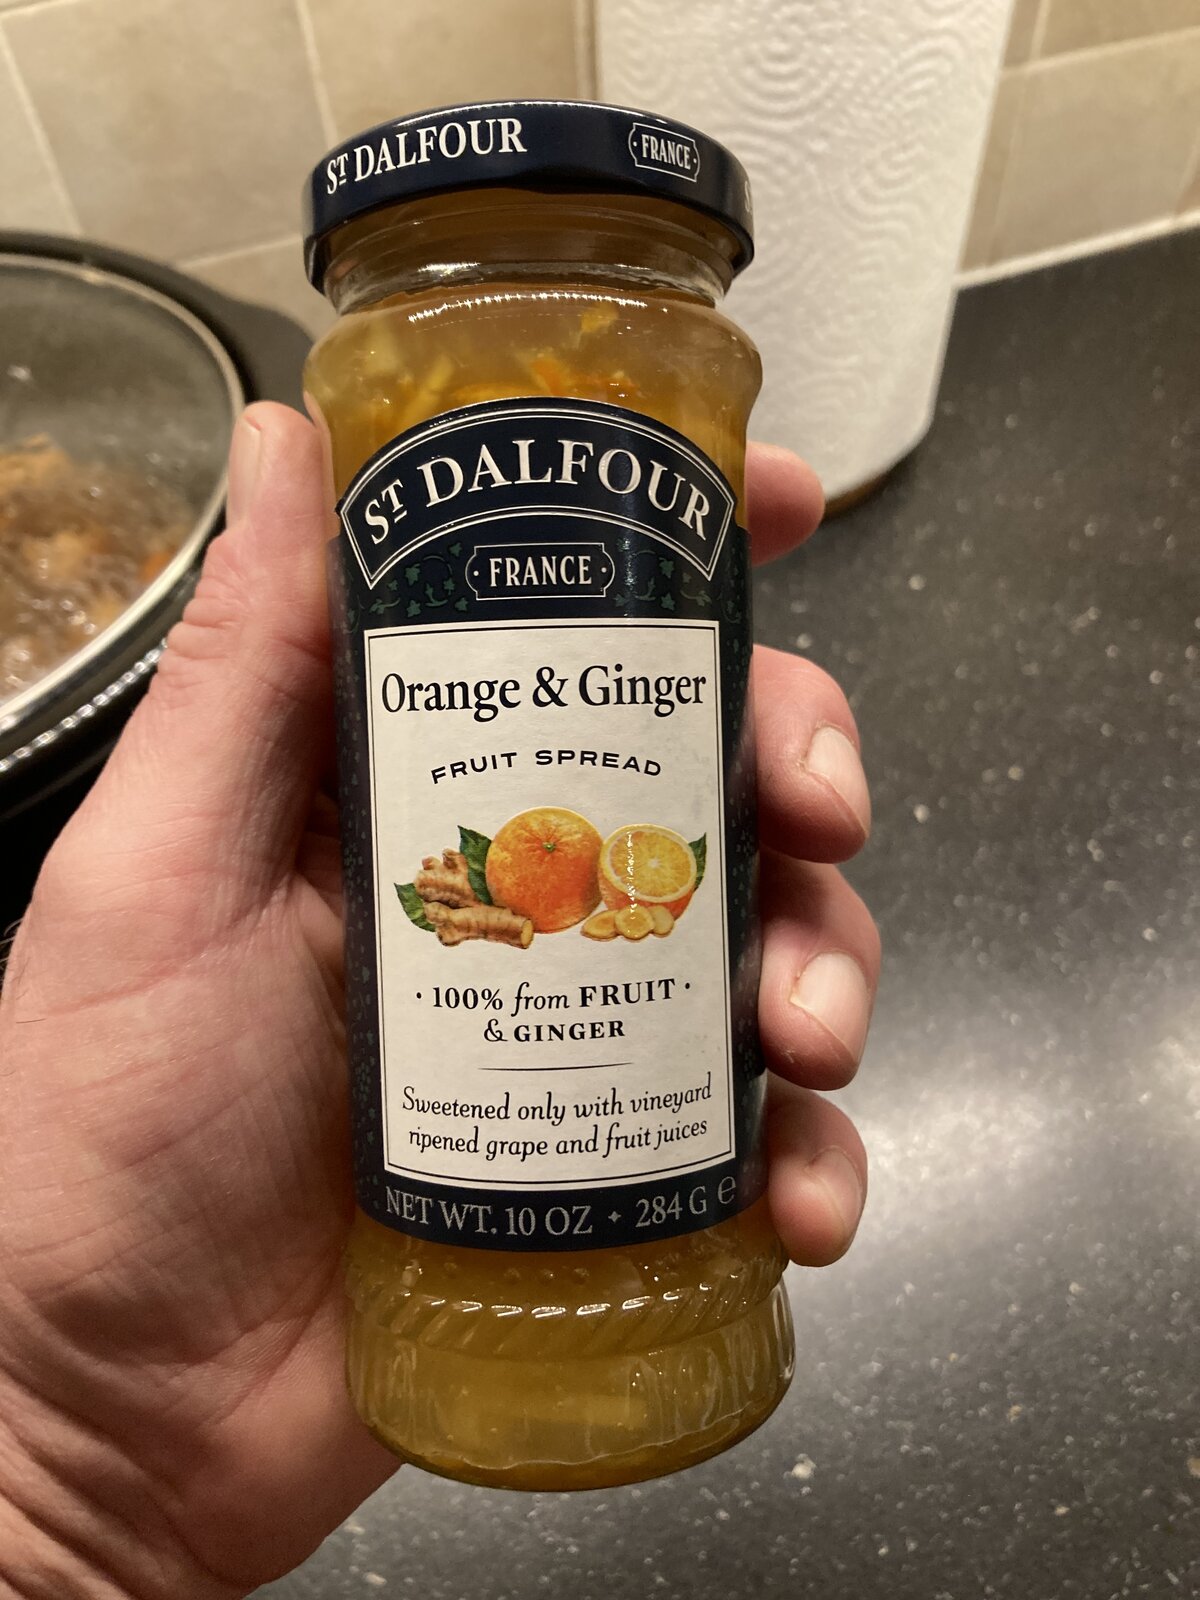 ST DALFOUR
FRANCE
ST DALFOUR
FRANCE
Orange & Ginger
FRUIT SPREAD
· 100% from FRUIT ·
& GINGER
Sweetened only with vineyard
ripened grape and fruit juices
NET WT. 10 OZ ✦ 284 G ℮